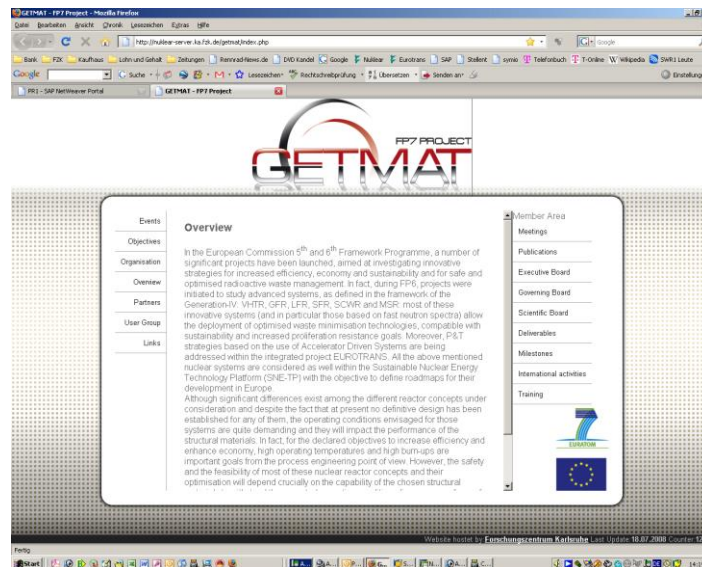 GETMAT - FP7 Project - Mozilla Firefox
Datei Bearbeiten Ansicht Chronik Lesezeichen Extras Hilfe
http://nuklear-server.ka.fzk.de/getmat/index.php
Google
Bank FZK Kaufhaus Lohn und Gehalt Zeitungen Rennrad-News.de DVD Kandel Google Nuklear Eurotrans SAP Stellent symio Telefonbuch T-Online Wikipedia SWR1 Leute
Google Suche Lesezeichen Rechtschreibprüfung Übersetzen Senden an Einstellung
PR1 - SAP NetWeaver Portal GETMAT - FP7 Project
FP7 PROJECT
GETMAT
Events
Objectives
Organisation
Overview
Partners
User Group
Links
Overview
In the European Commission 5th and 6th Framework Programme, a number of
significant projects have been launched, aimed at investigating innovative
strategies for increased efficiency, economy and sustainability and for safe and
optimised radioactive waste management. In fact, during FP6, projects were
initiated to study advanced systems, as defined in the framework of the
Generation-IV: VHTR, GFR, LFR, SFR, SCWR and MSR: most of these
innovative systems (and in particular those based on fast neutron spectra) allow
the deployment of optimised waste minimisation technologies, compatible with
sustainability and increased proliferation resistance goals. Moreover, P&T
strategies based on the use of Accelerator Driven Systems are being
addressed within the integrated project EUROTRANS. All the above mentioned
nuclear systems are considered as well within the Sustainable Nuclear Energy
Technology Platform (SNE-TP) with the objective to define roadmaps for their
development in Europe.
Although significant differences exist among the different reactor concepts under
consideration and despite the fact that at present no definitive design has been
established for any of them, the operating conditions envisaged for those
systems are quite demanding and they will impact the performance of the
structural materials. In fact, for the declared objectives to increase efficiency and
enhance economy, high operating temperatures and high burn-ups are
important goals from the process engineering point of view. However, the safety
and the feasibility of most of these nuclear reactor concepts and their
optimisation will depend crucially on the capability of the chosen structural
Member Area
Meetings
Publications
Executive Board
Governing Board
Scientific Board
Deliverables
Milestones
International activities
Training
EURATOM
Website hostet by Forschungszentrum Karlsruhe Last Update 18.07.2008 Counter
Fertig
Start